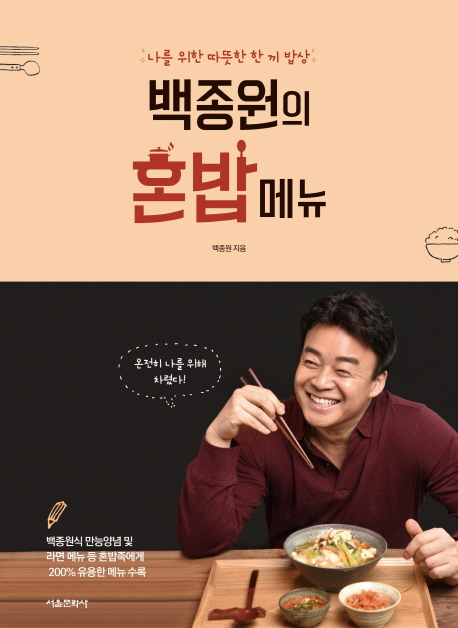 나를 위한 따뜻한 한 끼 밥상
백종원의
혼밥 메뉴
백종원 지음
온전히 나를 위해
차렸다!
백종원식 만능양념 및
라면 메뉴 등 혼밥족에게
200% 유용한 메뉴 수록
서울문화사